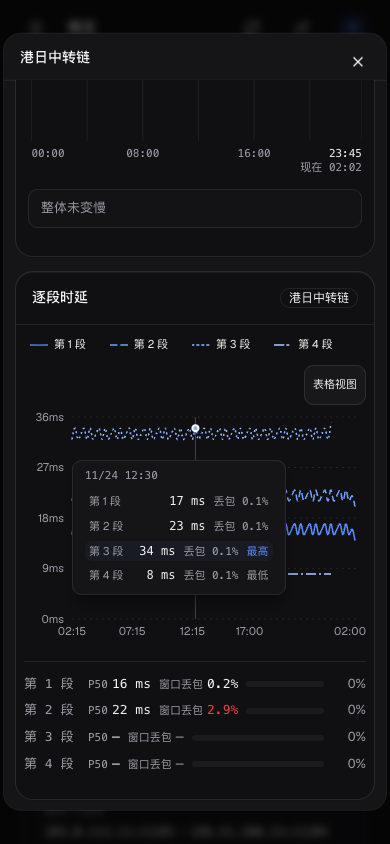 港日中转链 ×
00:00 08:00 16:00 23:45
现在 02:02
整体未变慢
逐段时延 港日中转链
第 1 段 第 2 段 第 3 段 第 4 段
表格视图
36ms
27ms
18ms
9ms
0ms
11/24 12:30
第 1 段 17 ms 丢包 0.1%
第 2 段 23 ms 丢包 0.1%
第 3 段 34 ms 丢包 0.1% 最高
第 4 段 8 ms 丢包 0.1% 最低
02:15 07:15 12:15 17:00 02:00
第 1 段 P50 16 ms 窗口丢包 0.2% 0%
第 2 段 P50 22 ms 窗口丢包 2.9% 0%
第 3 段 P50 — 窗口丢包 — 0%
第 4 段 P50 — 窗口丢包 — 0%